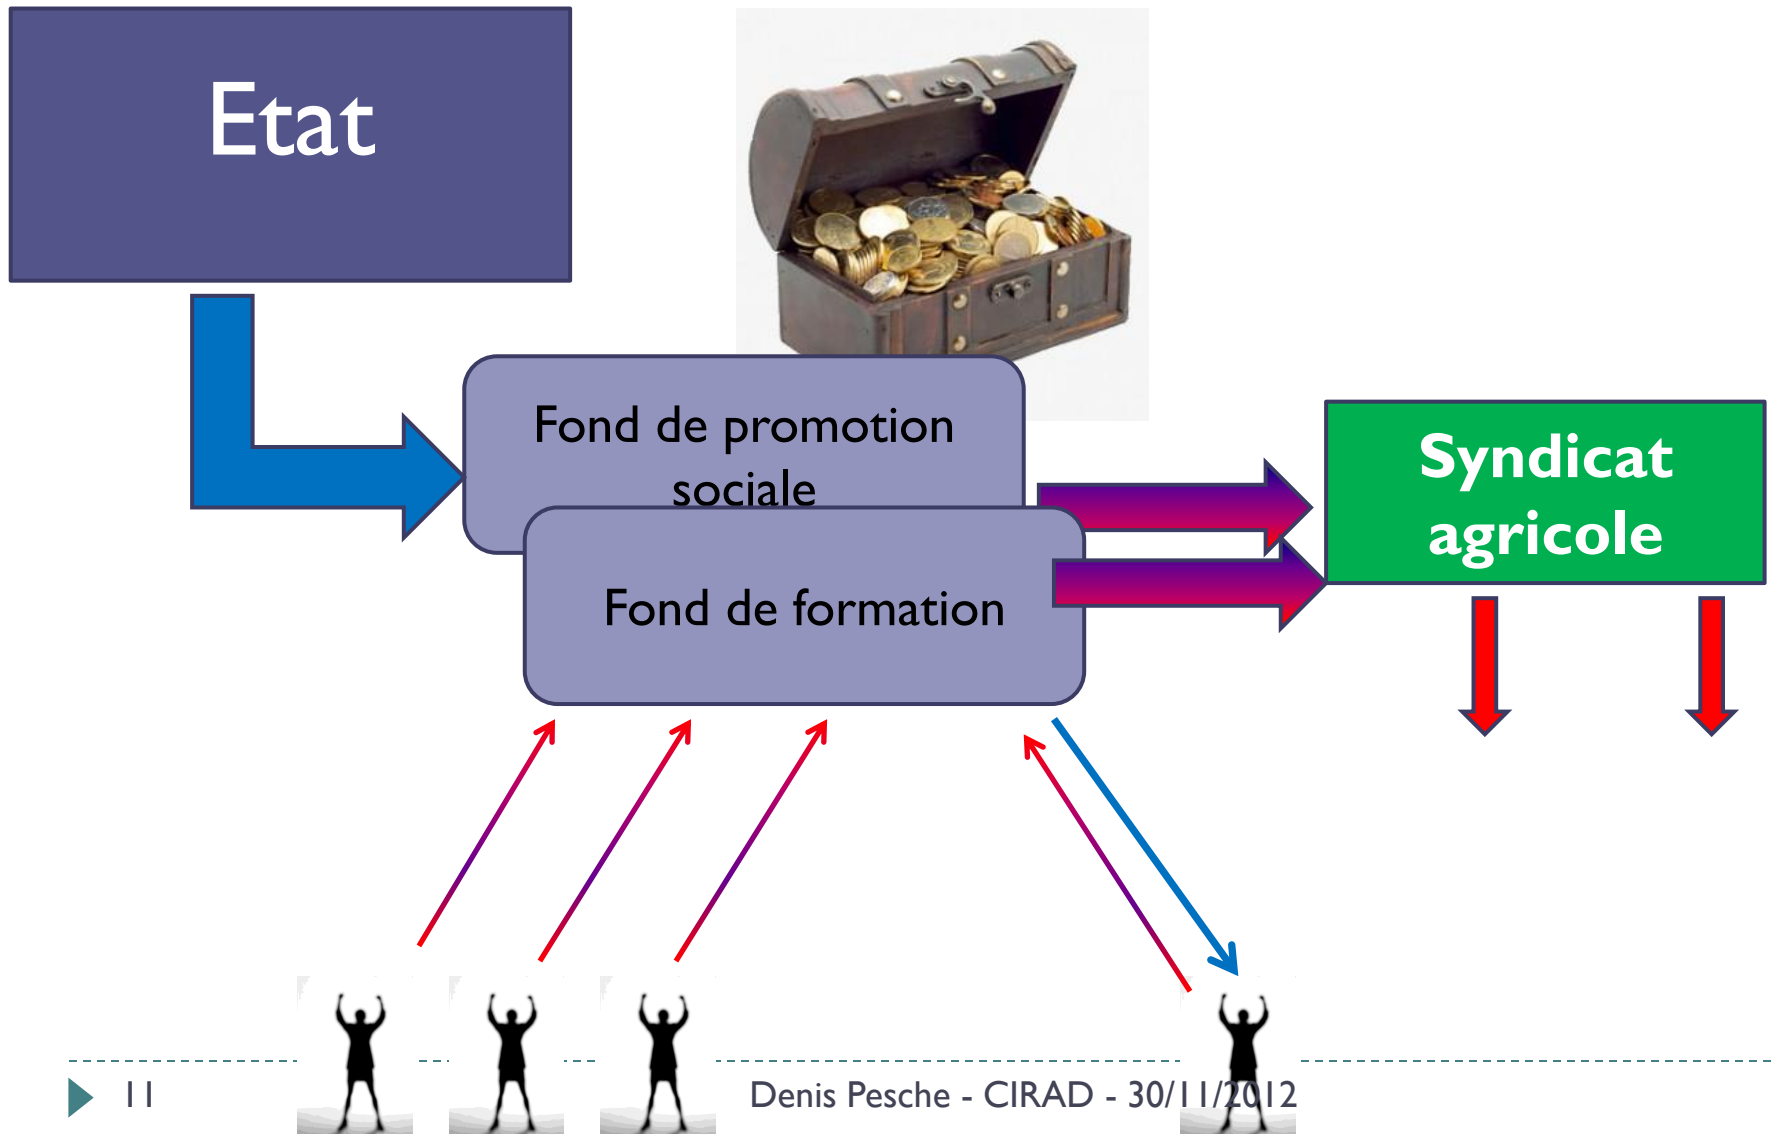 Etat
Fond de promotion
sociale
Syndicat
agricole
Fond de formation
11
Denis Pesche - CIRAD - 30/11/2012